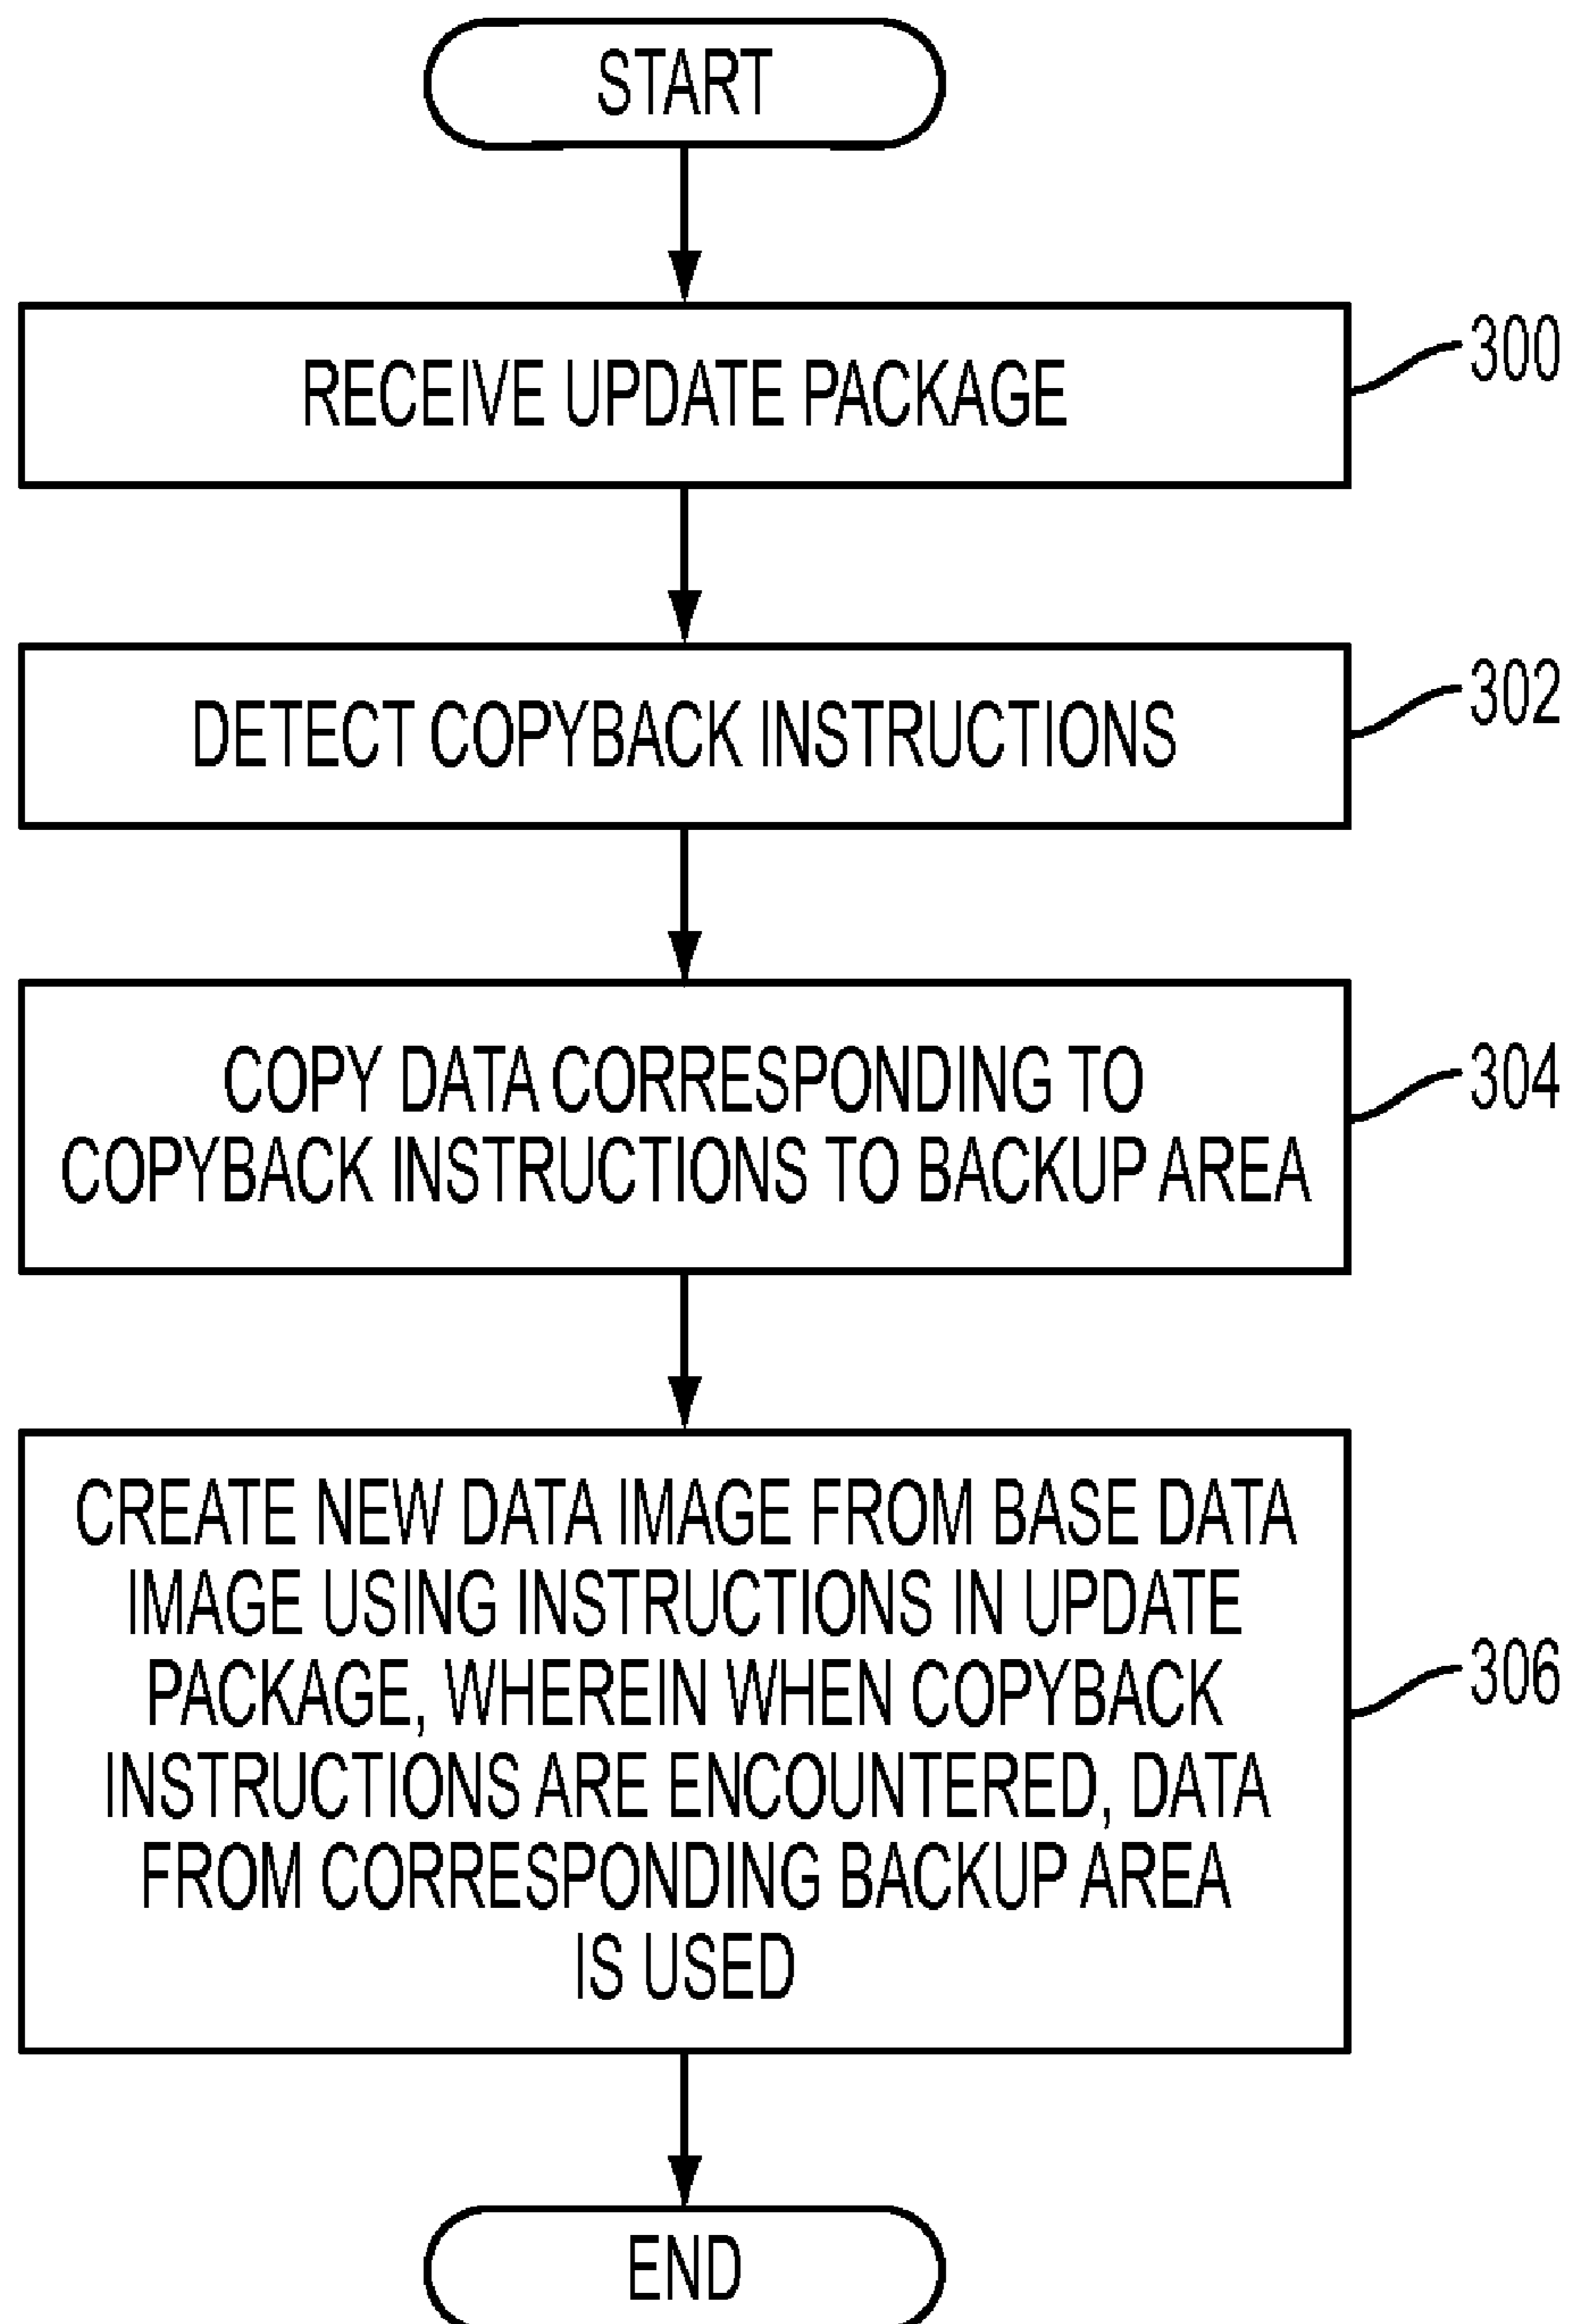 START
RECEIVE UPDATE PACKAGE
300
DETECT COPYBACK INSTRUCTIONS
302
COPY DATA CORRESPONDING TO
COPYBACK INSTRUCTIONS TO BACKUP AREA
304
CREATE NEW DATA IMAGE FROM BASE DATA
IMAGE USING INSTRUCTIONS IN UPDATE
PACKAGE, WHEREIN WHEN COPYBACK
INSTRUCTIONS ARE ENCOUNTERED, DATA
FROM CORRESPONDING BACKUP AREA
IS USED
306
END